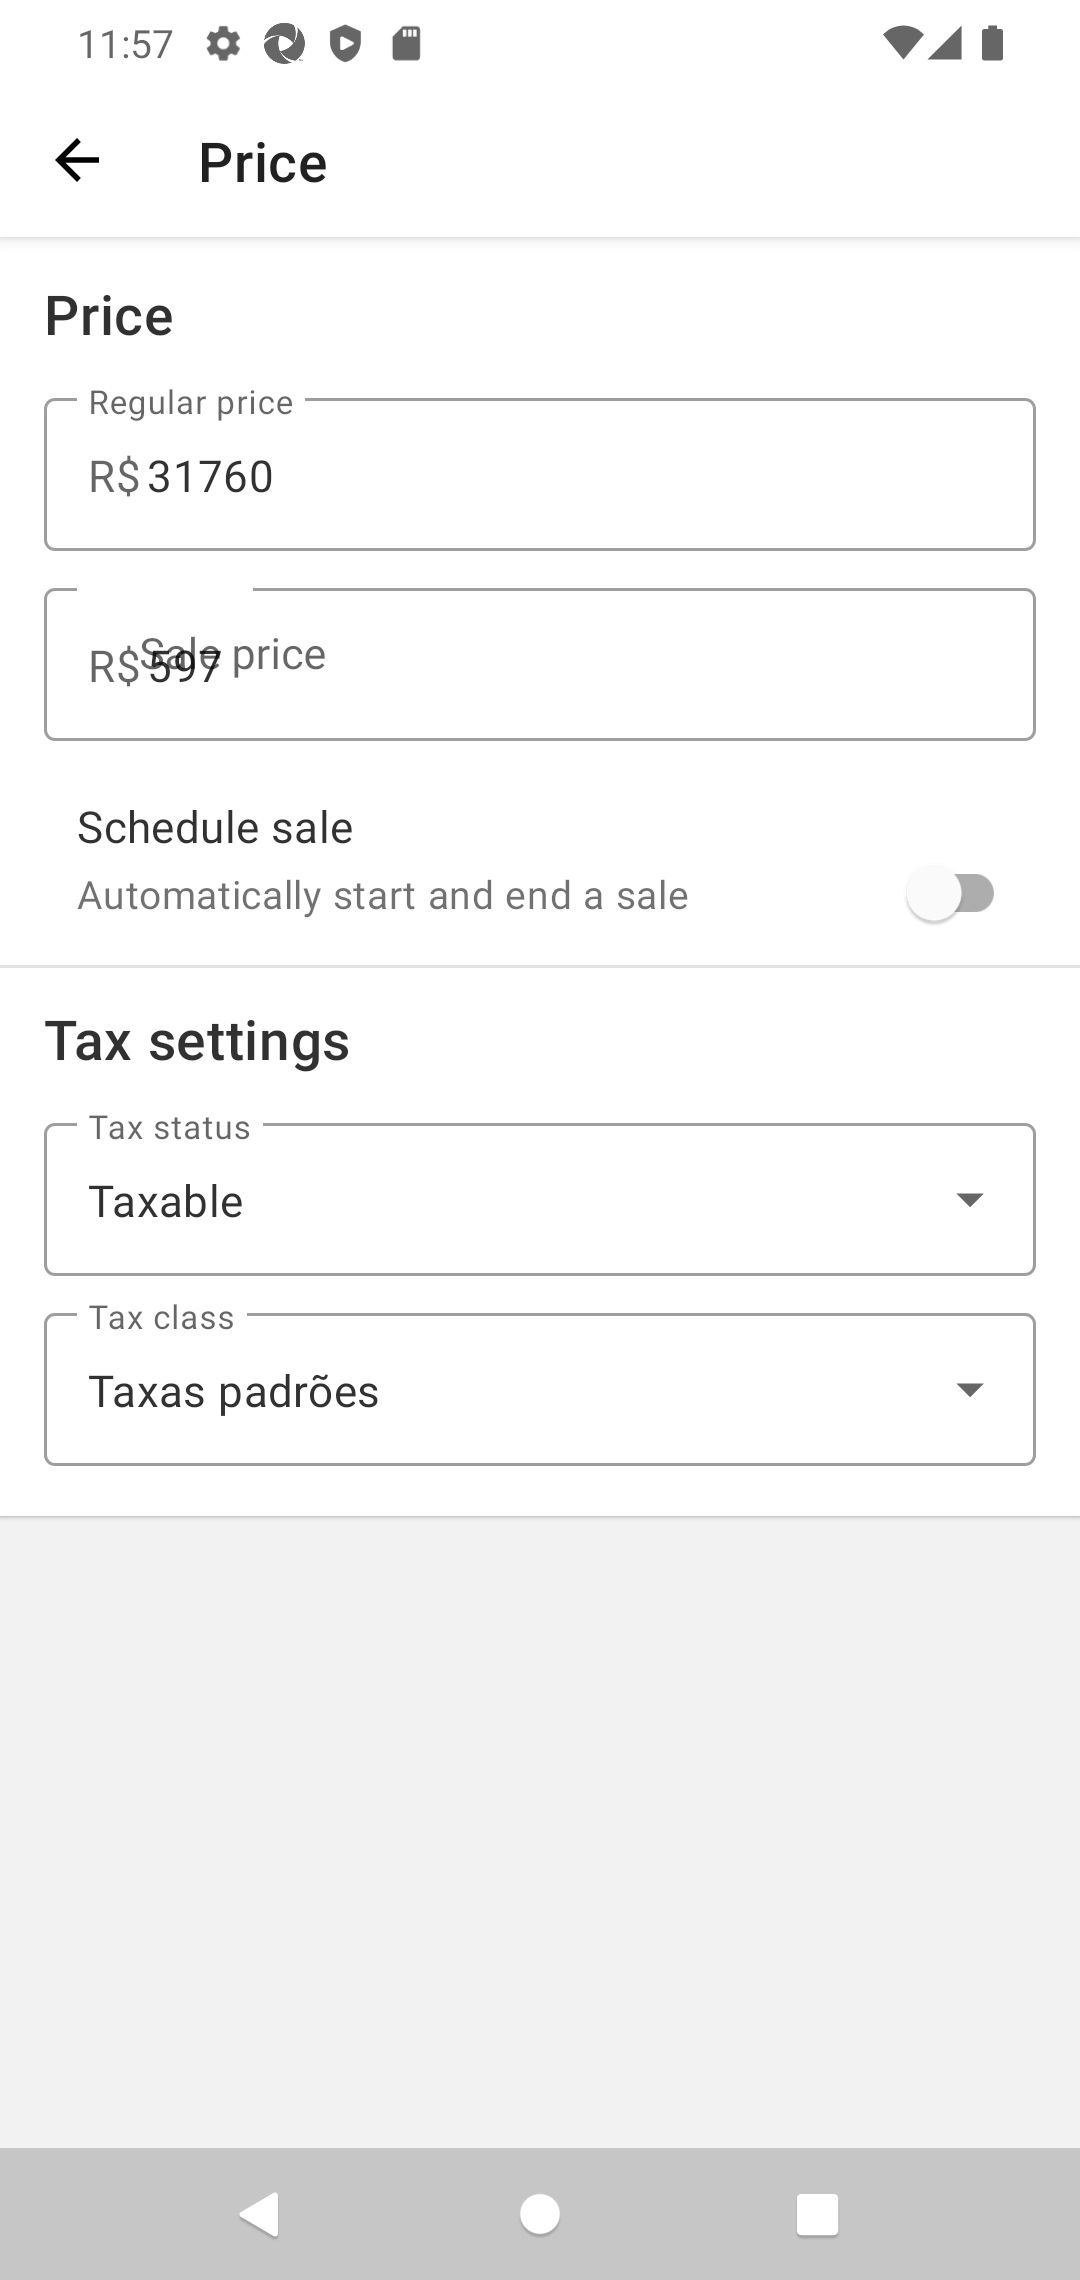 11:57
Price
Price
Regular price
R$ 31760
Sale price
R$ 597
Schedule sale
Automatically start and end a sale
Tax settings
Tax status
Taxable
Tax class
Taxas padrões